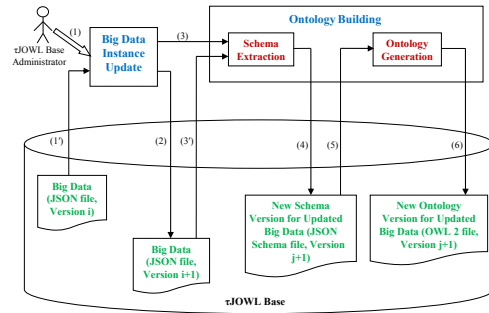 τJOWL Base
Administrator
(1)
Big Data
Instance
Update
(3)
Ontology Building
Schema
Extraction
Ontology
Generation
(1')
(2)
(3')
(4)
(5)
(6)
Big Data
(JSON file,
Version i)
Big Data
(JSON file,
Version i+1)
New Schema
Version for Updated
Big Data (JSON
Schema file, Version
j+1)
New Ontology
Version for Updated
Big Data (OWL 2 file,
Version j+1)
τJOWL Base